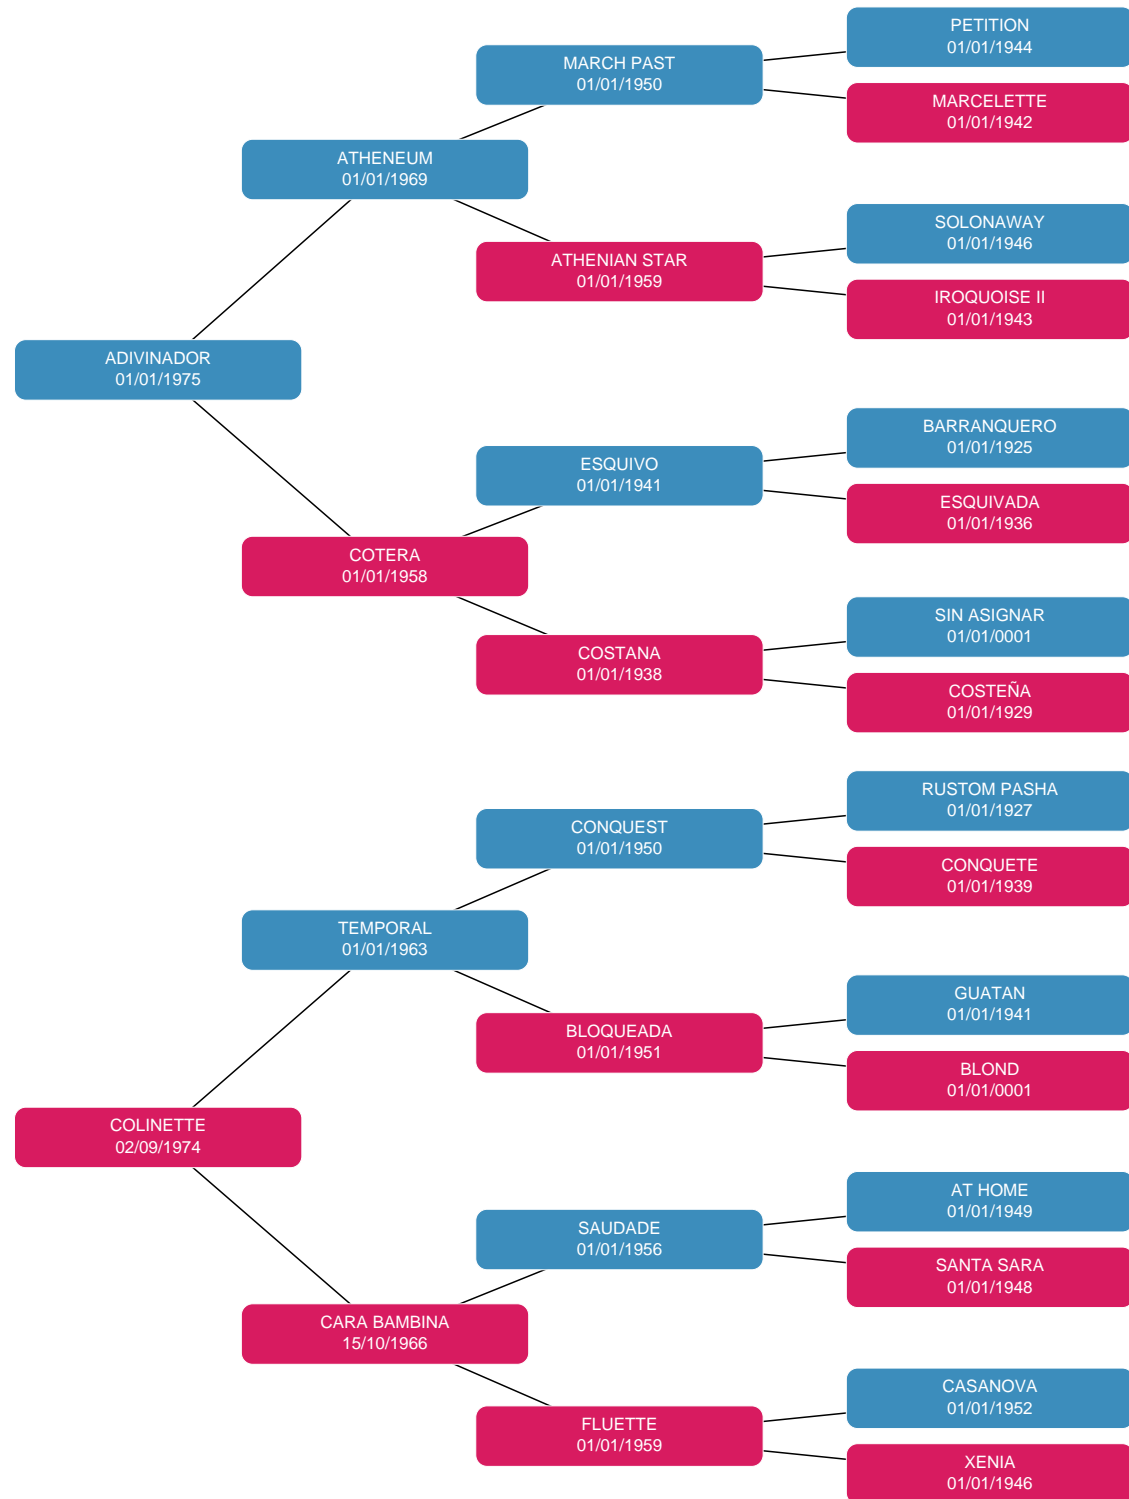 PETITION
01/01/1944
MARCH PAST
01/01/1950
MARCELETTE
01/01/1942
ATHENEUM
01/01/1969
SOLONAWAY
01/01/1946
ATHENIAN STAR
01/01/1959
IROQUOISE II
01/01/1943
ADIVINADOR
01/01/1975
BARRANQUERO
01/01/1925
ESQUIVO
01/01/1941
ESQUIVADA
01/01/1936
COTERA
01/01/1958
SIN ASIGNAR
01/01/0001
COSTANA
01/01/1938
COSTEÑA
01/01/1929
RUSTOM PASHA
01/01/1927
CONQUEST
01/01/1950
CONQUETE
01/01/1939
TEMPORAL
01/01/1963
GUATAN
01/01/1941
BLOQUEADA
01/01/1951
BLOND
01/01/0001
COLINETTE
02/09/1974
AT HOME
01/01/1949
SAUDADE
01/01/1956
SANTA SARA
01/01/1948
CARA BAMBINA
15/10/1966
CASANOVA
01/01/1952
FLUETTE
01/01/1959
XENIA
01/01/1946